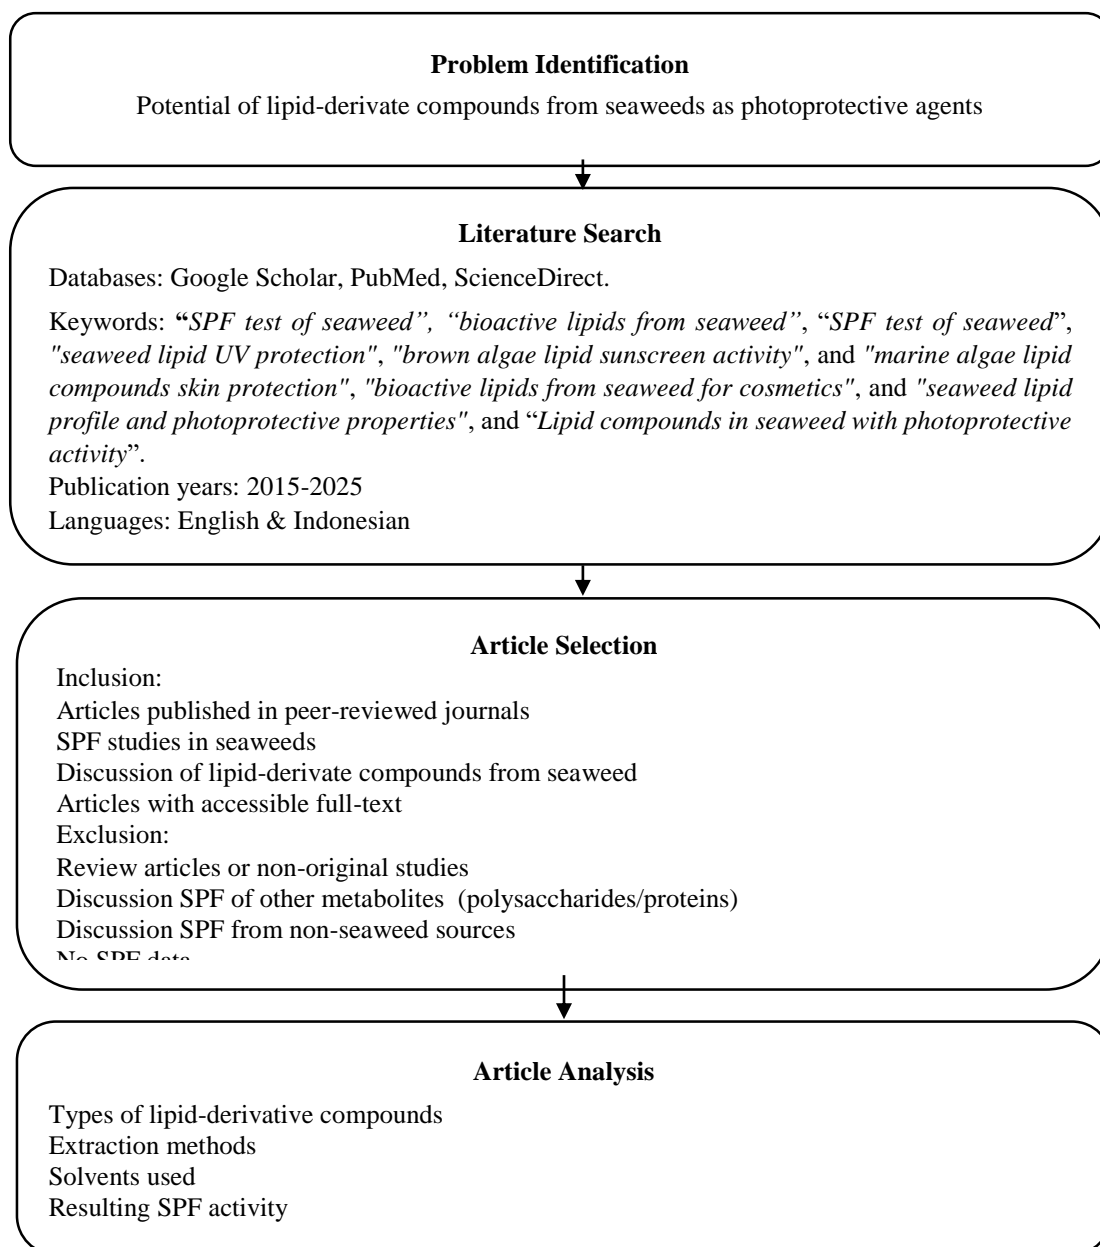 Problem Identification
Potential of lipid-derivate compounds from seaweeds as photoprotective agents
Literature Search
Databases: Google Scholar, PubMed, ScienceDirect.
Keywords: “SPF test of seaweed”, “bioactive lipids from seaweed”, “SPF test of seaweed”,
"seaweed lipid UV protection", "brown algae lipid sunscreen activity", and "marine algae lipid
compounds skin protection", "bioactive lipids from seaweed for cosmetics", and "seaweed lipid
profile and photoprotective properties", and “Lipid compounds in seaweed with photoprotective
activity”.
Publication years: 2015-2025
Languages: English & Indonesian
Article Selection
Inclusion:
Articles published in peer-reviewed journals
SPF studies in seaweeds
Discussion of lipid-derivate compounds from seaweed
Articles with accessible full-text
Exclusion:
Review articles or non-original studies
Discussion SPF of other metabolites (polysaccharides/proteins)
Discussion SPF from non-seaweed sources
No SPF data
Article Analysis
Types of lipid-derivative compounds
Extraction methods
Solvents used
Resulting SPF activity